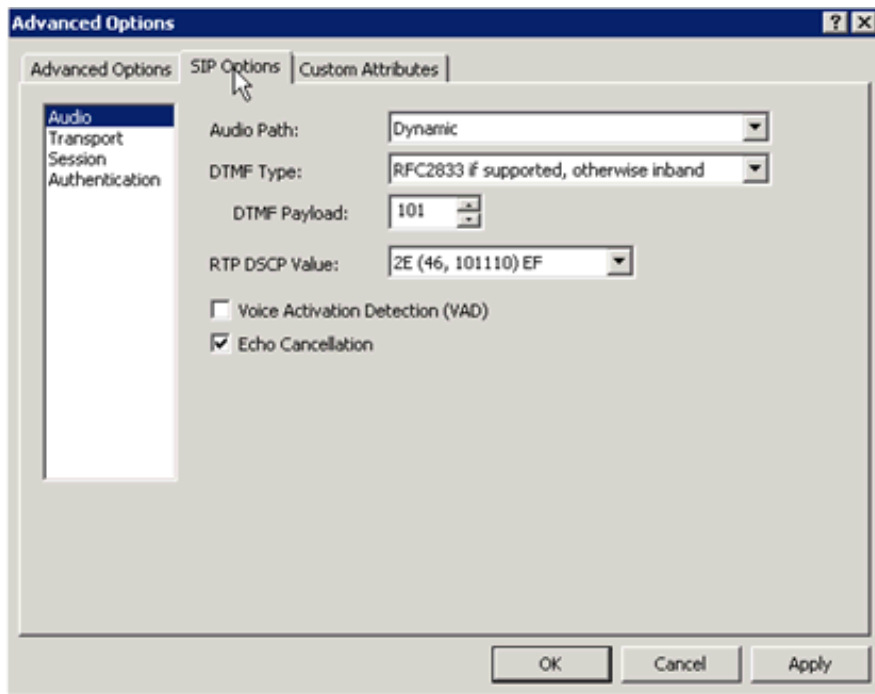 Advanced Options
Advanced Options SIP Options Custom Attributes
Audio
Transport
Session
Authentication
Audio Path: Dynamic
DTMF Type: RFC2833 if supported, otherwise inband
DTMF Payload: 101
RTP DSCP Value: 2E (46, 101110) EF
Voice Activation Detection (VAD)
Echo Cancellation
OK Cancel Apply